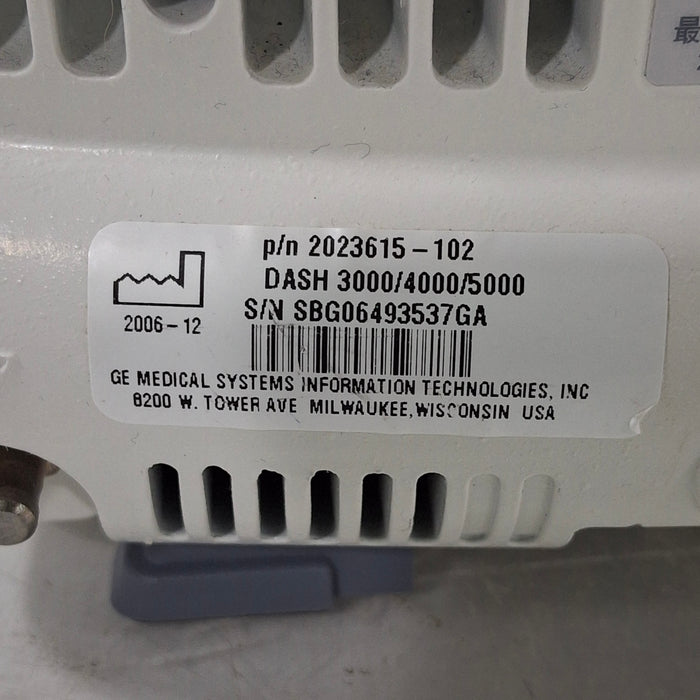 最
p/n 2023615-102
DASH 3000/4000/5000
S/N SBG06493537GA
2006-12
GE MEDICAL SYSTEMS INFORMATION TECHNOLOGIES, INC
8200 W. TOWER AVE MILWAUKEE, WISCONSIN USA